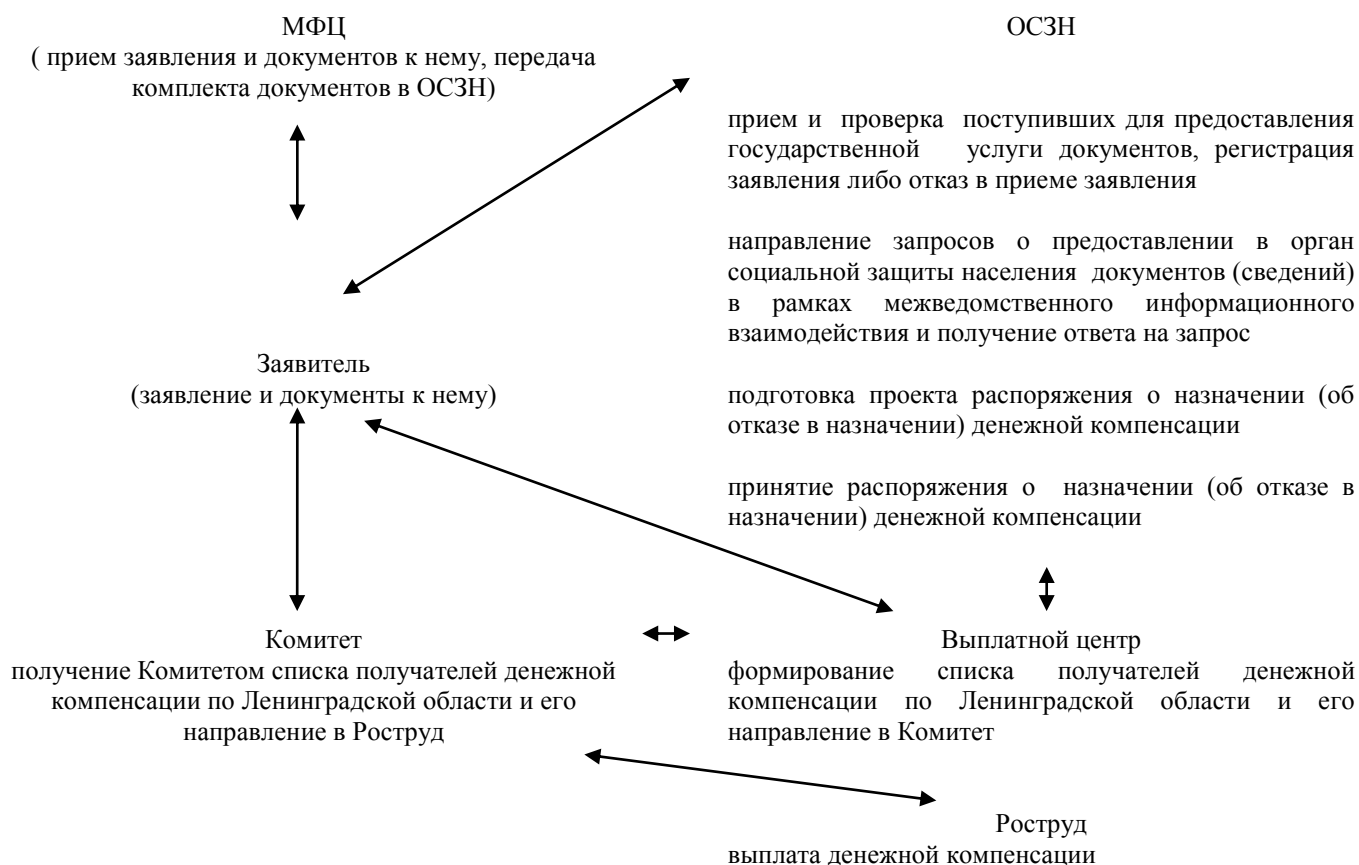 МФЦ
( прием заявления и документов к нему, передача
комплекта документов в ОСЗН)
ОСЗН
прием и проверка поступивших для предоставления
государственной услуги документов, регистрация
заявления либо отказ в приеме заявления
направление запросов о предоставлении в орган
социальной защиты населения документов (сведений)
в рамках межведомственного информационного
взаимодействия и получение ответа на запрос
Заявитель
(заявление и документы к нему)
подготовка проекта распоряжения о назначении (об
отказе в назначении) денежной компенсации
принятие распоряжения о назначении (об отказе в
назначении) денежной компенсации
Комитет
получение Комитетом списка получателей денежной
компенсации по Ленинградской области и его
направление в Роструд
Выплатной центр
формирование списка получателей денежной
компенсации по Ленинградской области и его
направление в Комитет
Роструд
выплата денежной компенсации